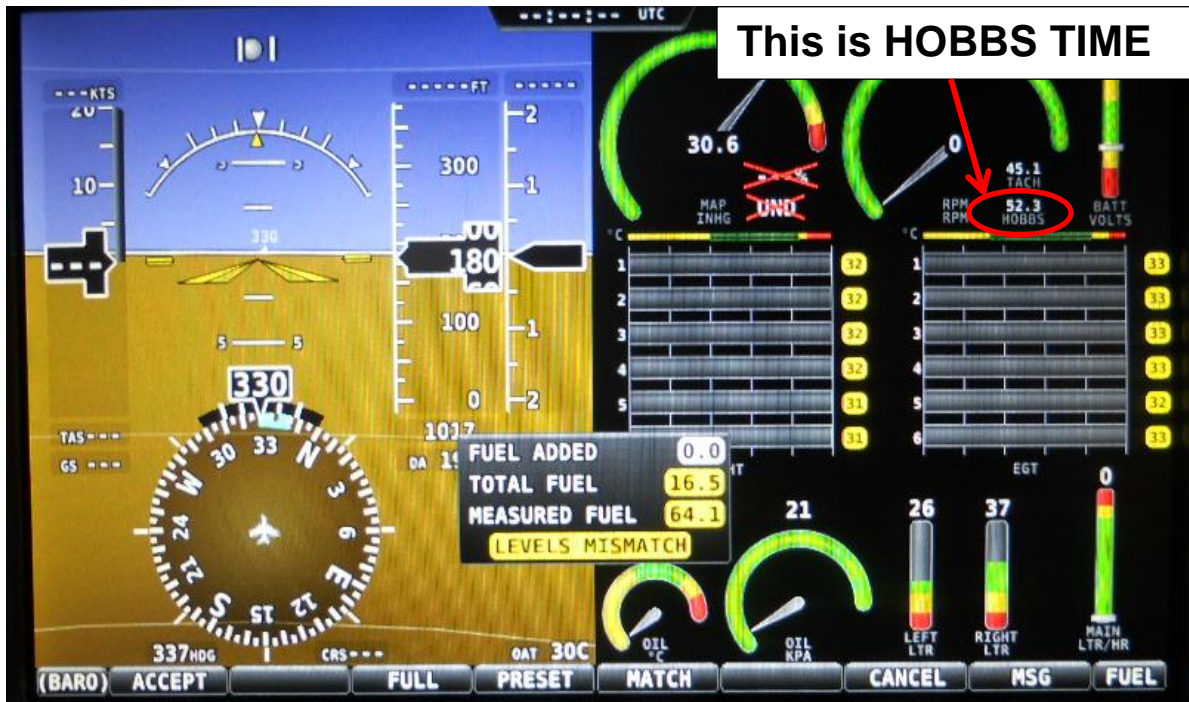 --:--:-- UTC
This is HOBBS TIME
---KTS
-----FT
-----
20
10
300
180
100
0
2
1
1
2
330
5 5
330
1017
TAS---
GS ---
DA
30 33 N 3 6 E 12 15 S 21 24 W
337HDG
CRS---
OAT 30C
FUEL ADDED 0.0
TOTAL FUEL 16.5
MEASURED FUEL 64.1
LEVELS MISMATCH
30.6
MAP
INHG
UND
%
0
45.1
TACH
RPM
RPM
52.3
HOBBS
BATT
VOLTS
°C
1 32
2 32
3 32
4 32
5 31
31
HT
°C
1 33
2 33
3 33
4 33
5 32
6 33
EGT
OIL
°C
21
OIL
KPA
26
LEFT
LTR
37
RIGHT
LTR
0
MAIN
LTR/HR
(BARO) ACCEPT FULL PRESET MATCH CANCEL MSG FUEL